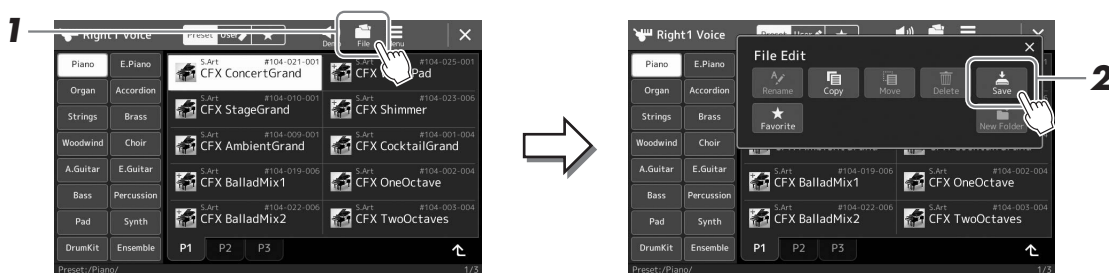 1
Right1 Voice
Preset User ★
Demo File Menu ×
Piano E.Piano
Organ Accordion
Strings Brass
Woodwind Choir
A.Guitar E.Guitar
Bass Percussion
Pad Synth
DrumKit Ensemble
S.Art #104-021-001
CFX ConcertGrand
S.Art #104-025-001
Pad
S.Art #104-010-001
CFX StageGrand
S.Art #104-023-006
CFX Shimmer
S.Art #104-009-001
CFX AmbientGrand
S.Art #104-001-004
CFX CocktailGrand
S.Art #104-019-006
CFX BalladMix1
S.Art #104-002-004
CFX OneOctave
S.Art #104-022-006
CFX BalladMix2
S.Art #104-003-004
CFX TwoOctaves
P1 P2 P3
Preset:/Piano/ 1/3
2
Right1 Voice
Preset User ★
File Edit ×
Rename Copy Move Delete Save
Favorite New Folder
Piano E.Piano
Organ Accordion
Strings Brass
Woodwind Choir
A.Guitar E.Guitar
Bass Percussion
Pad Synth
DrumKit Ensemble
S.Art #104-019-006
CFX BalladMix1
S.Art #104-002-004
CFX OneOctave
S.Art #104-022-006
CFX BalladMix2
S.Art #104-003-004
CFX TwoOctaves
P1 P2 P3
Preset:/Piano/ 1/3